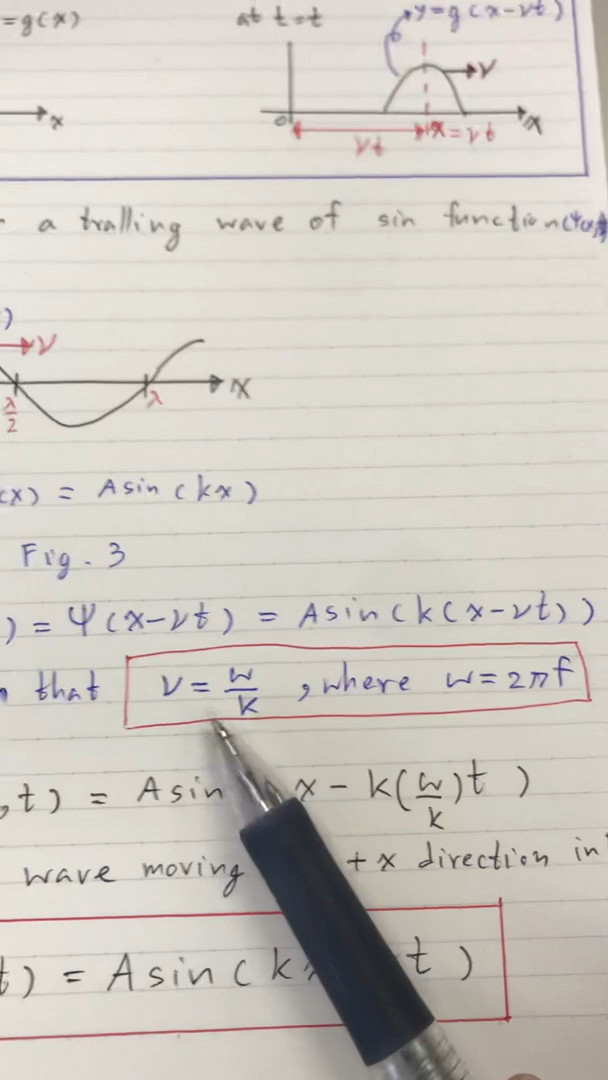 =g(x)
at t=t
y=g(x-vt)
v
x
0
x
vt
x=vt
a tralling wave of sin function
)
v
λ/2
λ
x
(x) = Asin(kx)
Fig. 3
) = Ψ(x-vt) = Asin(k(x-vt))
that v = w/k , where w=2πf
,t) = Asin x - k(w/k)t )
wave moving +x direction in
t) = Asin(k t )